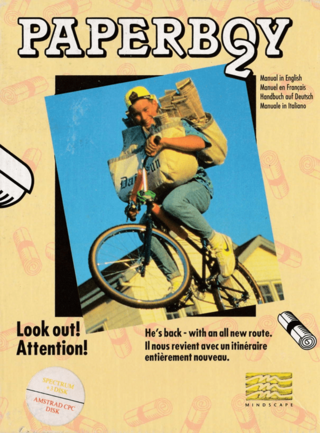 PAPERBOY
2
Manual in English
Manuel en Français
Handbuch auf Deutsch
Manuale in Italiano
Look out!
Attention!
He's back - with an all new route.
Il nous revient avec un itinéraire
entièrement nouveau.
SPECTRUM
AMSTRAD CPC
DISK
MINDSCAPE